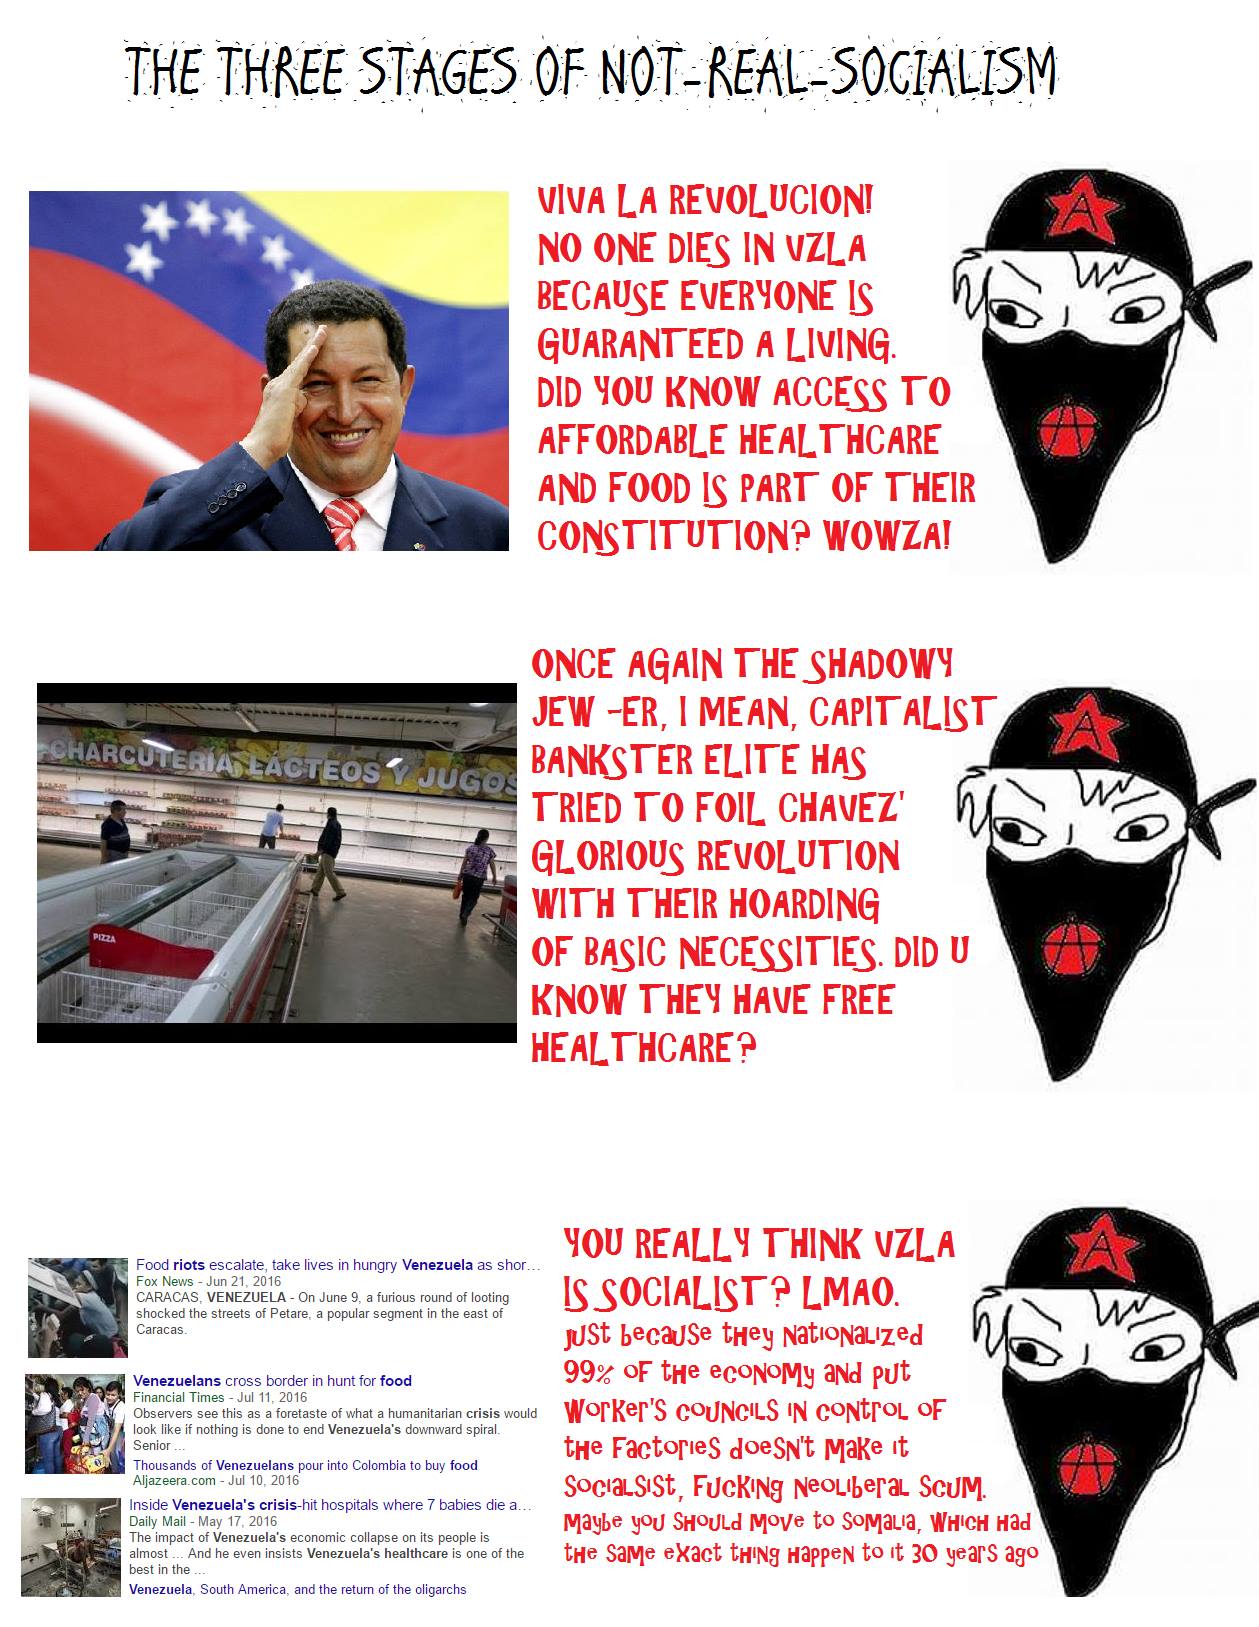 THE THREE STAGES OF NOT-REAL-SOCIALISM
VIVA LA REVOLUCION!
NO ONE DIES IN VZLA
BECAUSE EVERYONE IS
GUARANTEED A LIVING.
DID YOU KNOW ACCESS TO
AFFORDABLE HEALTHCARE
AND FOOD IS PART OF THEIR
CONSTITUTION? WOWZA!
A
A
ONCE AGAIN THE SHADOWY
JEW -ER, I MEAN, CAPITALIST
BANKSTER ELITE HAS
TRIED TO FOIL CHAVEZ'
GLORIOUS REVOLUTION
WITH THEIR HOARDING
OF BASIC NECESSITIES. DID U
KNOW THEY HAVE FREE
HEALTHCARE?
CHARCUTERÍA, LÁCTEOS Y JUGOS
PIZZA
A
A
Food riots escalate, take lives in hungry Venezuela as shor...
Fox News - Jun 21, 2016
CARACAS, VENEZUELA - On June 9, a furious round of looting
shocked the streets of Petare, a popular segment in the east of
Caracas.
Venezuelans cross border in hunt for food
Financial Times - Jul 11, 2016
Observers see this as a foretaste of what a humanitarian crisis would
look like if nothing is done to end Venezuela's downward spiral.
Senior ...
Thousands of Venezuelans pour into Colombia to buy food
Aljazeera.com - Jul 10, 2016
Inside Venezuela's crisis-hit hospitals where 7 babies die a...
Daily Mail - May 17, 2016
The impact of Venezuela's economic collapse on its people is
almost ... And he even insists Venezuela's healthcare is one of the
best in the ...
Venezuela, South America, and the return of the oligarchs
YOU REALLY THINK VZLA
IS SOCIALIST? LMAO.
Just because they nationalized
99% of the economy and put
worker's councils in control of
the factories doesn't make it
socialsist, fucking neoliberal scum.
Maybe you should move to Somalia, which had
the same exact thing happen to it 30 years ago
A
A